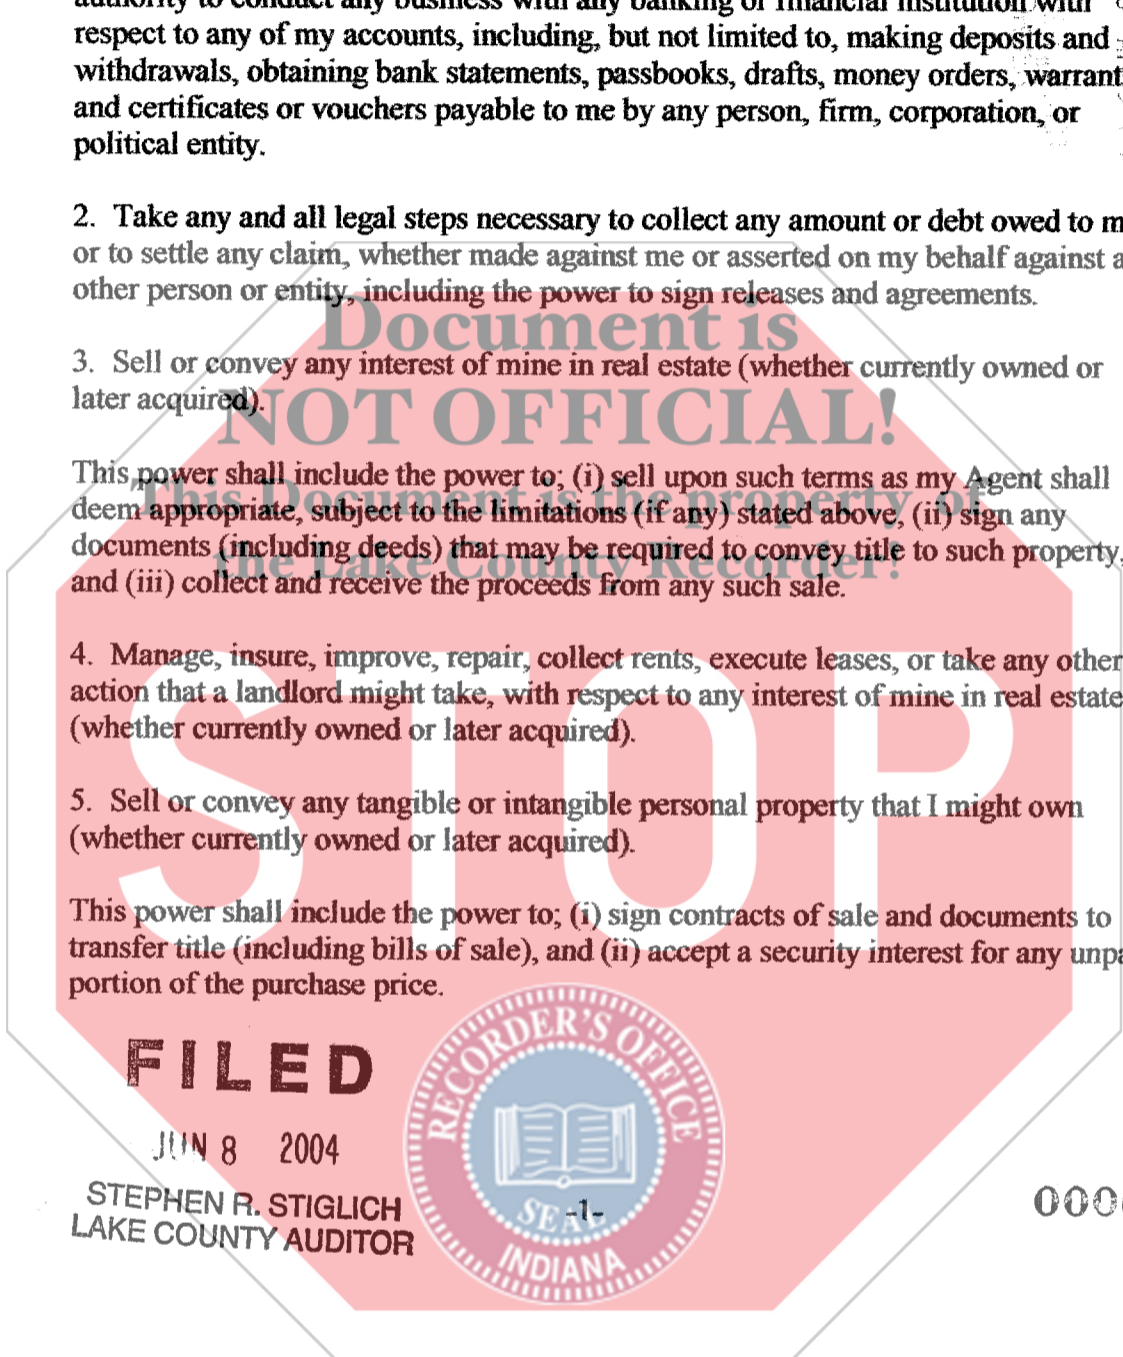 authority to conduct any business with any banking or financial institution with
respect to any of my accounts, including, but not limited to, making deposits and
withdrawals, obtaining bank statements, passbooks, drafts, money orders, warrant
and certificates or vouchers payable to me by any person, firm, corporation, or
political entity.
2. Take any and all legal steps necessary to collect any amount or debt owed to m
or to settle any claim, whether made against me or asserted on my behalf against a
other person or entity, including the power to sign releases and agreements.
Document is
3. Sell or convey any interest of mine in real estate (whether currently owned or
later acquired).
NOT OFFICIAL!
This power shall include the power to; (i) sell upon such terms as my Agent shall
This Document is the property of
deem appropriate, subject to the limitations (if any) stated above, (ii) sign any
documents (including deeds) that may be required to convey title to such property,
the Lake County Recorder!
and (iii) collect and receive the proceeds from any such sale.
4. Manage, insure, improve, repair, collect rents, execute leases, or take any other
action that a landlord might take, with respect to any interest of mine in real estate
(whether currently owned or later acquired).
STOP
5. Sell or convey any tangible or intangible personal property that I might own
(whether currently owned or later acquired).
This power shall include the power to; (i) sign contracts of sale and documents to
transfer title (including bills of sale), and (ii) accept a security interest for any unpa
portion of the purchase price.
FILED
JUN 8 2004
STEPHEN R. STIGLICH
LAKE COUNTY AUDITOR
RECORDER'S OFFICE
SEAL
INDIANA
-1-
000